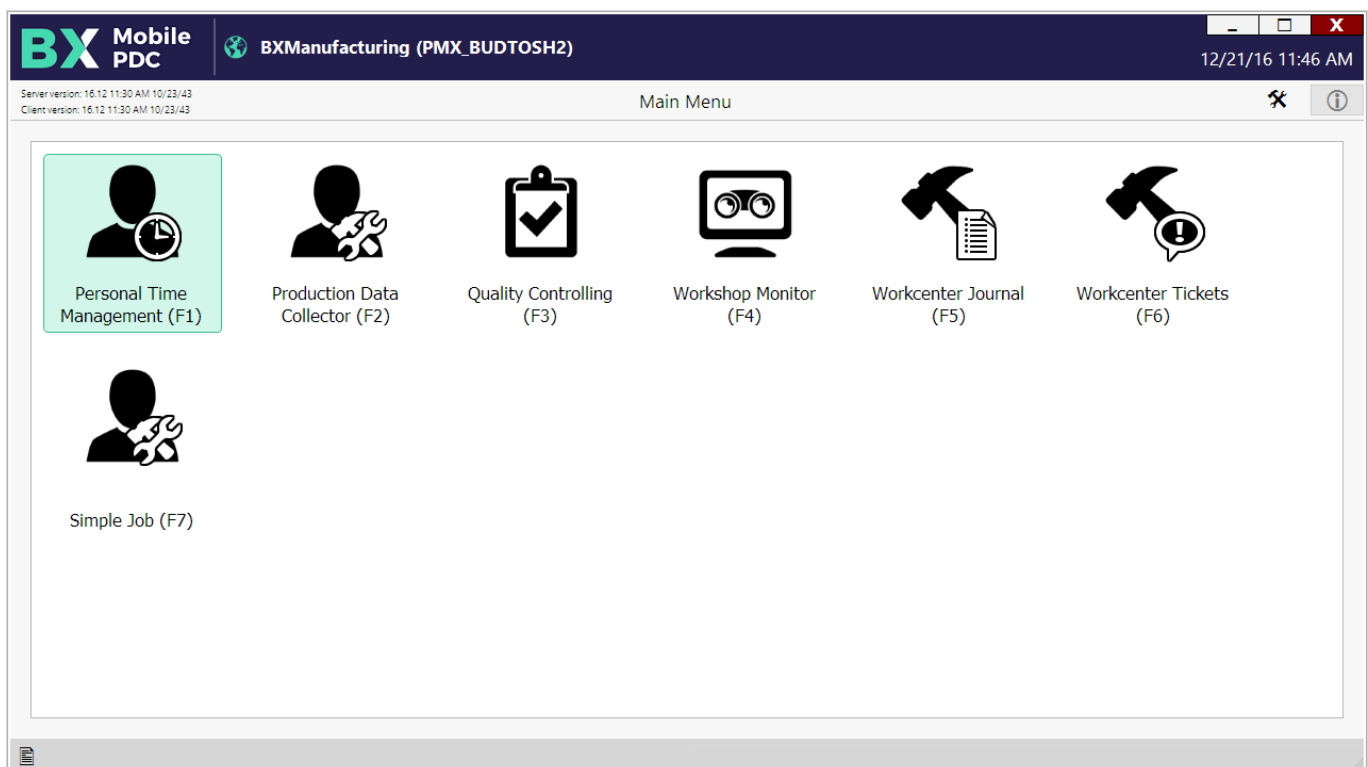 BX Mobile
PDC
BXManufacturing (PMX_BUDTOSH2)
X
12/21/16 11:46 AM
Server version: 16.12 11:30 AM 10/23/43
Client version: 16.12 11:30 AM 10/23/43
Main Menu
Personal Time
Management (F1)
Production Data
Collector (F2)
Quality Controlling
(F3)
Workshop Monitor
(F4)
Workcenter Journal
(F5)
Workcenter Tickets
(F6)
Simple Job (F7)